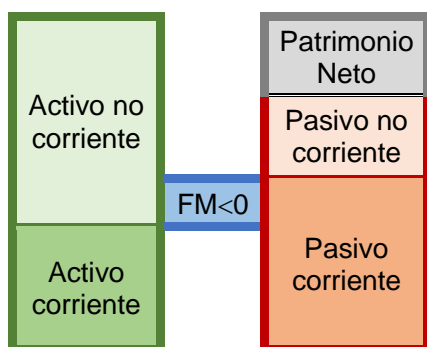 Activo no
corriente
Activo
corriente
FM<0
Patrimonio
Neto
Pasivo no
corriente
Pasivo
corriente